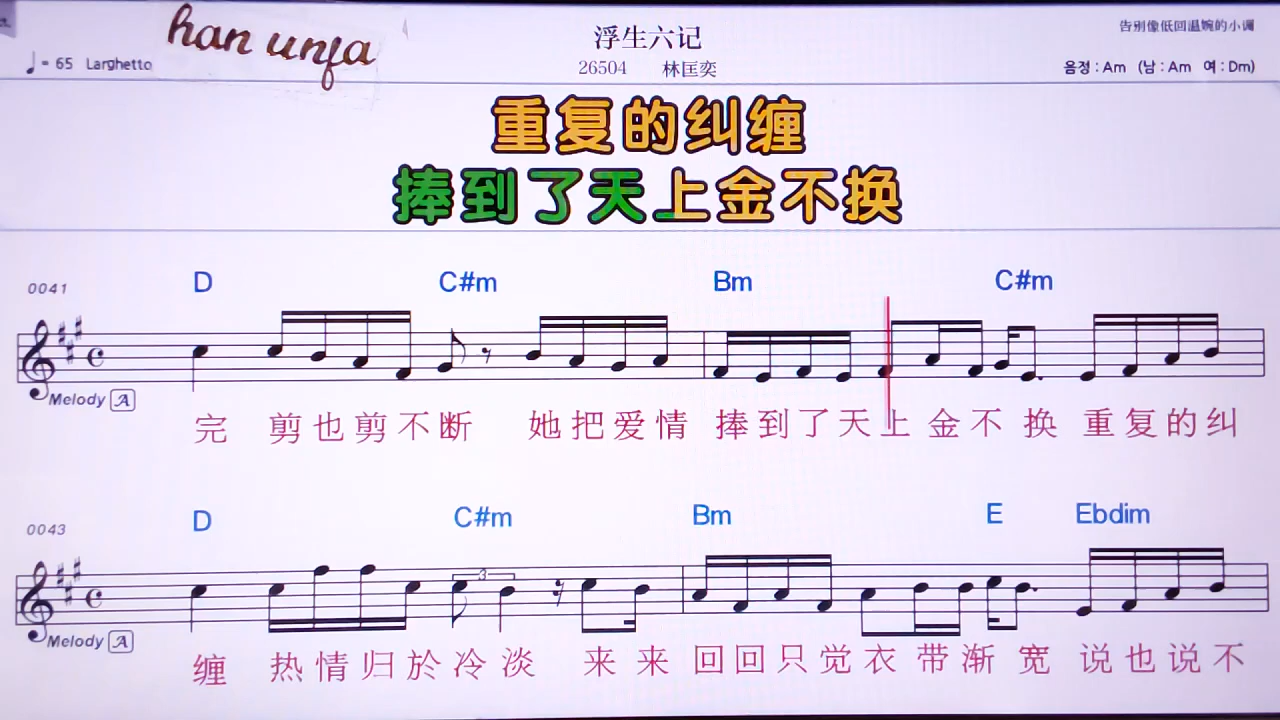 han unfa
浮生六记
告别像低回温婉的小调
♩= 65 Larghetto
26504 林匡奕
음정 : Am (남 : Am 여 : Dm)
重复的纠缠
捧到了天上金不换
0041 D C#m Bm C#m
Melody A
完 剪也剪不断 她把爱情 捧到了天上金不换 重复的纠
0043 D C#m Bm E Ebdim
3
Melody A
缠 热情归於冷淡 来来 回回只觉衣带渐宽 说也说不